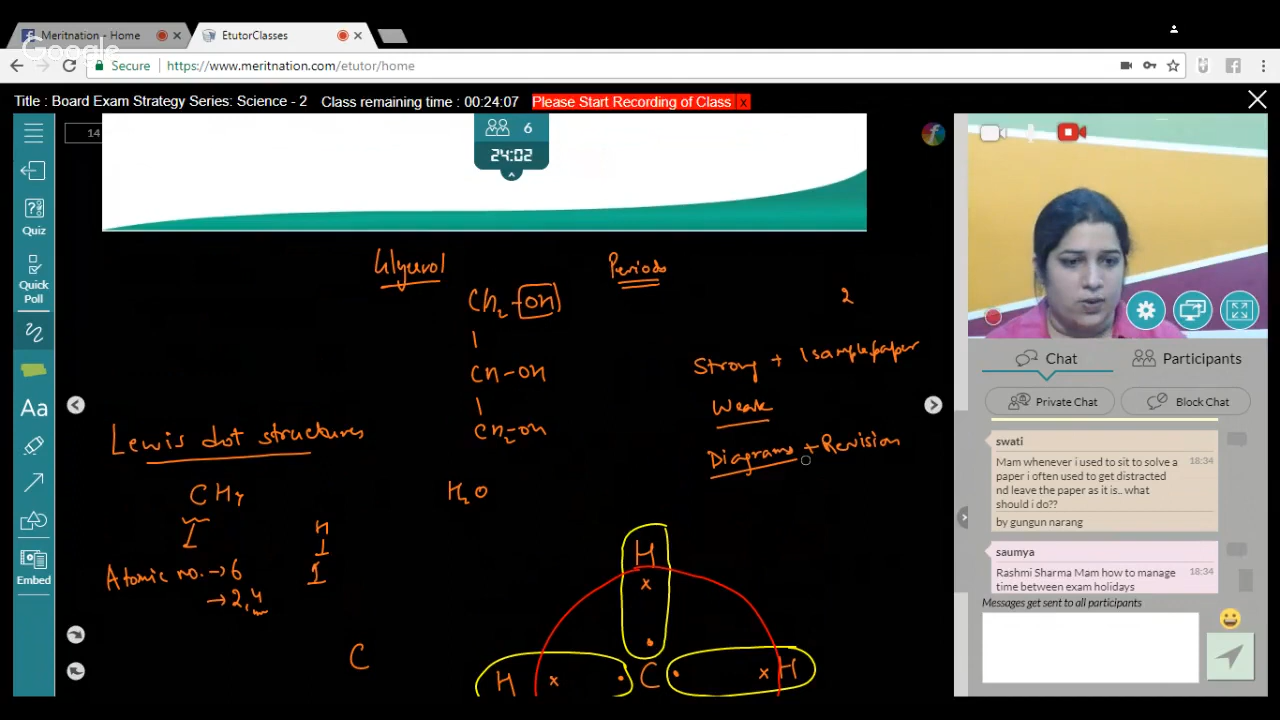 Meritnation - Home
EtutorClasses
Google
Secure
https://www.meritnation.com/etutor/home
Title : Board Exam Strategy Series: Science - 2 Class remaining time : 00:24:07 Please Start Recording of Class x
14
6
24:02
Quiz
Quick
Poll
Aa
Embed
Glycerol
Periods
CH2-OH
2
Strong + 1 sample paper
CH-OH
Weak
CH2-OH
Lewis dot structures
Diagrams + Revision
CH4
H2O
H
1
Atomic no. → 6
1
→ 2,4
H
x
C
H x
C
x H
Chat
Participants
Private Chat
Block Chat
swati
Mam whenever i used to sit to solve a
18:34
paper i often used to get distracted
nd leave the paper as it is.. what
should i do??
by gungun narang
saumya
Rashmi Sharma Mam how to manage
18:34
time between exam holidays
Messages get sent to all participants